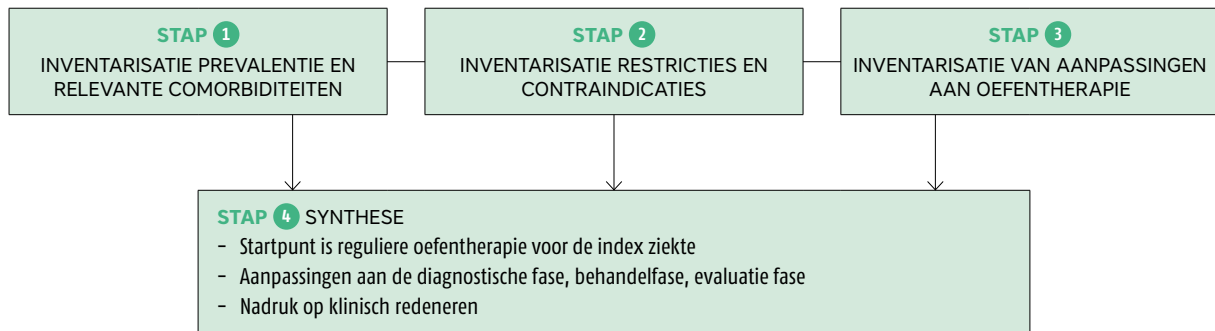 STAP 1
INVENTARISATIE PREVALENTIE EN
RELEVANTE COMORBIDITEITEN
STAP 2
INVENTARISATIE RESTRICTIES EN
CONTRAINDICATIES
STAP 3
INVENTARISATIE VAN AANPASSINGEN
AAN OEFENTHERAPIE
STAP 4 SYNTHESE
– Startpunt is reguliere oefentherapie voor de index ziekte
– Aanpassingen aan de diagnostische fase, behandelfase, evaluatie fase
– Nadruk op klinisch redeneren